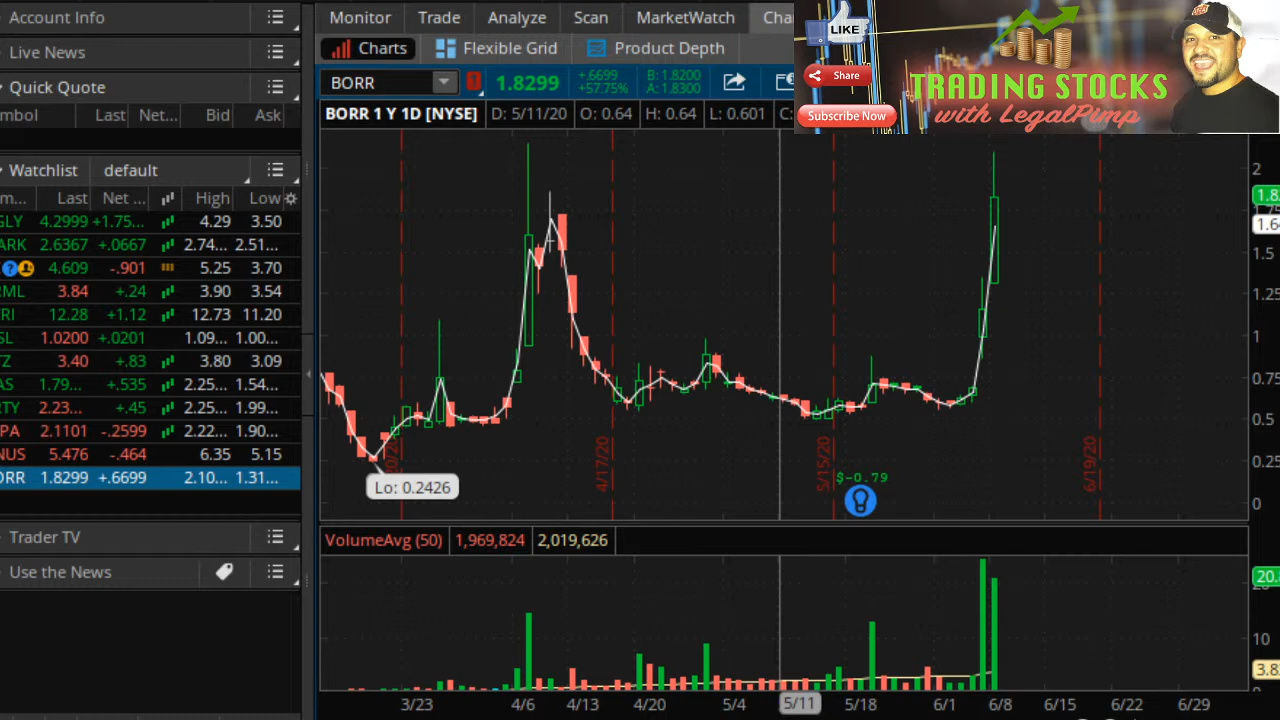 Account Info
Live News
Quick Quote
mbol Last Net... Bid Ask
Watchlist default
m... Last Net ... High Low
GLY 4.2999 +1.75... 4.29 3.50
ARK 2.6367 +.0667 2.74... 2.51...
4.609 -.901 5.25 3.70
RML 3.84 +.24 3.90 3.54
RI 12.28 +1.12 12.73 11.20
SL 1.0200 +.0201 1.09... 1.00...
TZ 3.40 +.83 3.80 3.09
AS 1.79... +.535 2.25... 1.54...
RTY 2.23... +.45 2.25... 1.99...
PA 2.1101 -.2599 2.22... 1.90...
NUS 5.476 -.464 6.35 5.15
ORR 1.8299 +.6699 2.10... 1.31...
Trader TV
Use the News
Monitor Trade Analyze Scan MarketWatch Cha
Charts Flexible Grid Product Depth
BORR 1 1.8299 +.6699 +57.75% B: 1.8200 A: 1.8300
BORR 1 Y 1D [NYSE] D: 5/11/20 O: 0.64 H: 0.64 L: 0.601 C:
LIKE
Share
Subscribe Now
TRADING STOCKS
with LegalPimp
2
1.8
1.6
1.5
1.25
1
0.75
0.5
0.25
0
Lo: 0.2426
4/17/20
5/15/20
6/19/20
$-0.79
VolumeAvg (50) 1,969,824 2,019,626
20.
10
3.8
3/23 4/6 4/13 4/20 5/4 5/11 5/18 6/1 6/8 6/15 6/22 6/29